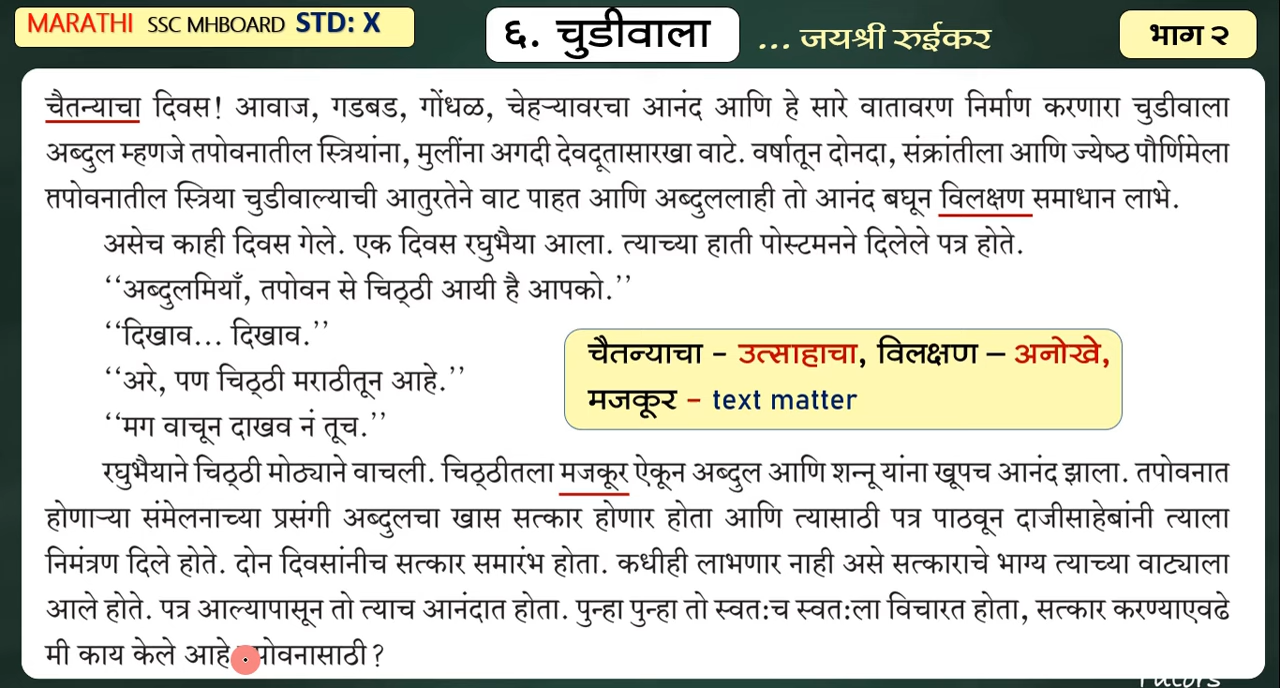 MARATHI SSC MHBOARD STD: X
६. चुडीवाला
... जयश्री रुईकर
भाग २
चैतन्याचा दिवस! आवाज, गडबड, गोंधळ, चेहऱ्यावरचा आनंद आणि हे सारे वातावरण निर्माण करणारा चुडीवाला
अब्दुल म्हणजे तपोवनातील स्त्रियांना, मुलींना अगदी देवदूतासारखा वाटे. वर्षातून दोनदा, संक्रांतीला आणि ज्येष्ठ पौर्णिमेला
तपोवनातील स्त्रिया चुडीवाल्याची आतुरतेने वाट पाहत आणि अब्दुललाही तो आनंद बघून विलक्षण समाधान लाभे.
असेच काही दिवस गेले. एक दिवस रघुभैया आला. त्याच्या हाती पोस्टमनने दिलेले पत्र होते.
‘‘अब्दुलमियाँ, तपोवन से चिठ्ठी आयी है आपको.’’
‘‘दिखाव... दिखाव.’’
‘‘अरे, पण चिठ्ठी मराठीतून आहे.’’
‘‘मग वाचून दाखव नं तूच.’’
चैतन्याचा - उत्साहाचा, विलक्षण – अनोखे,
मजकूर – text matter
रघुभैयाने चिठ्ठी मोठ्याने वाचली. चिठ्ठीतला मजकूर ऐकून अब्दुल आणि शन्नू यांना खूपच आनंद झाला. तपोवनात
होणाऱ्या संमेलनाच्या प्रसंगी अब्दुलचा खास सत्कार होणार होता आणि त्यासाठी पत्र पाठवून दाजीसाहेबांनी त्याला
निमंत्रण दिले होते. दोन दिवसांनीच सत्कार समारंभ होता. कधीही लाभणार नाही असे सत्काराचे भाग्य त्याच्या वाट्याला
आले होते. पत्र आल्यापासून तो त्याच आनंदात होता. पुन्हा पुन्हा तो स्वत:च स्वत:ला विचारत होता, सत्कार करण्याएवढे
मी काय केले आहे पोवनासाठी?